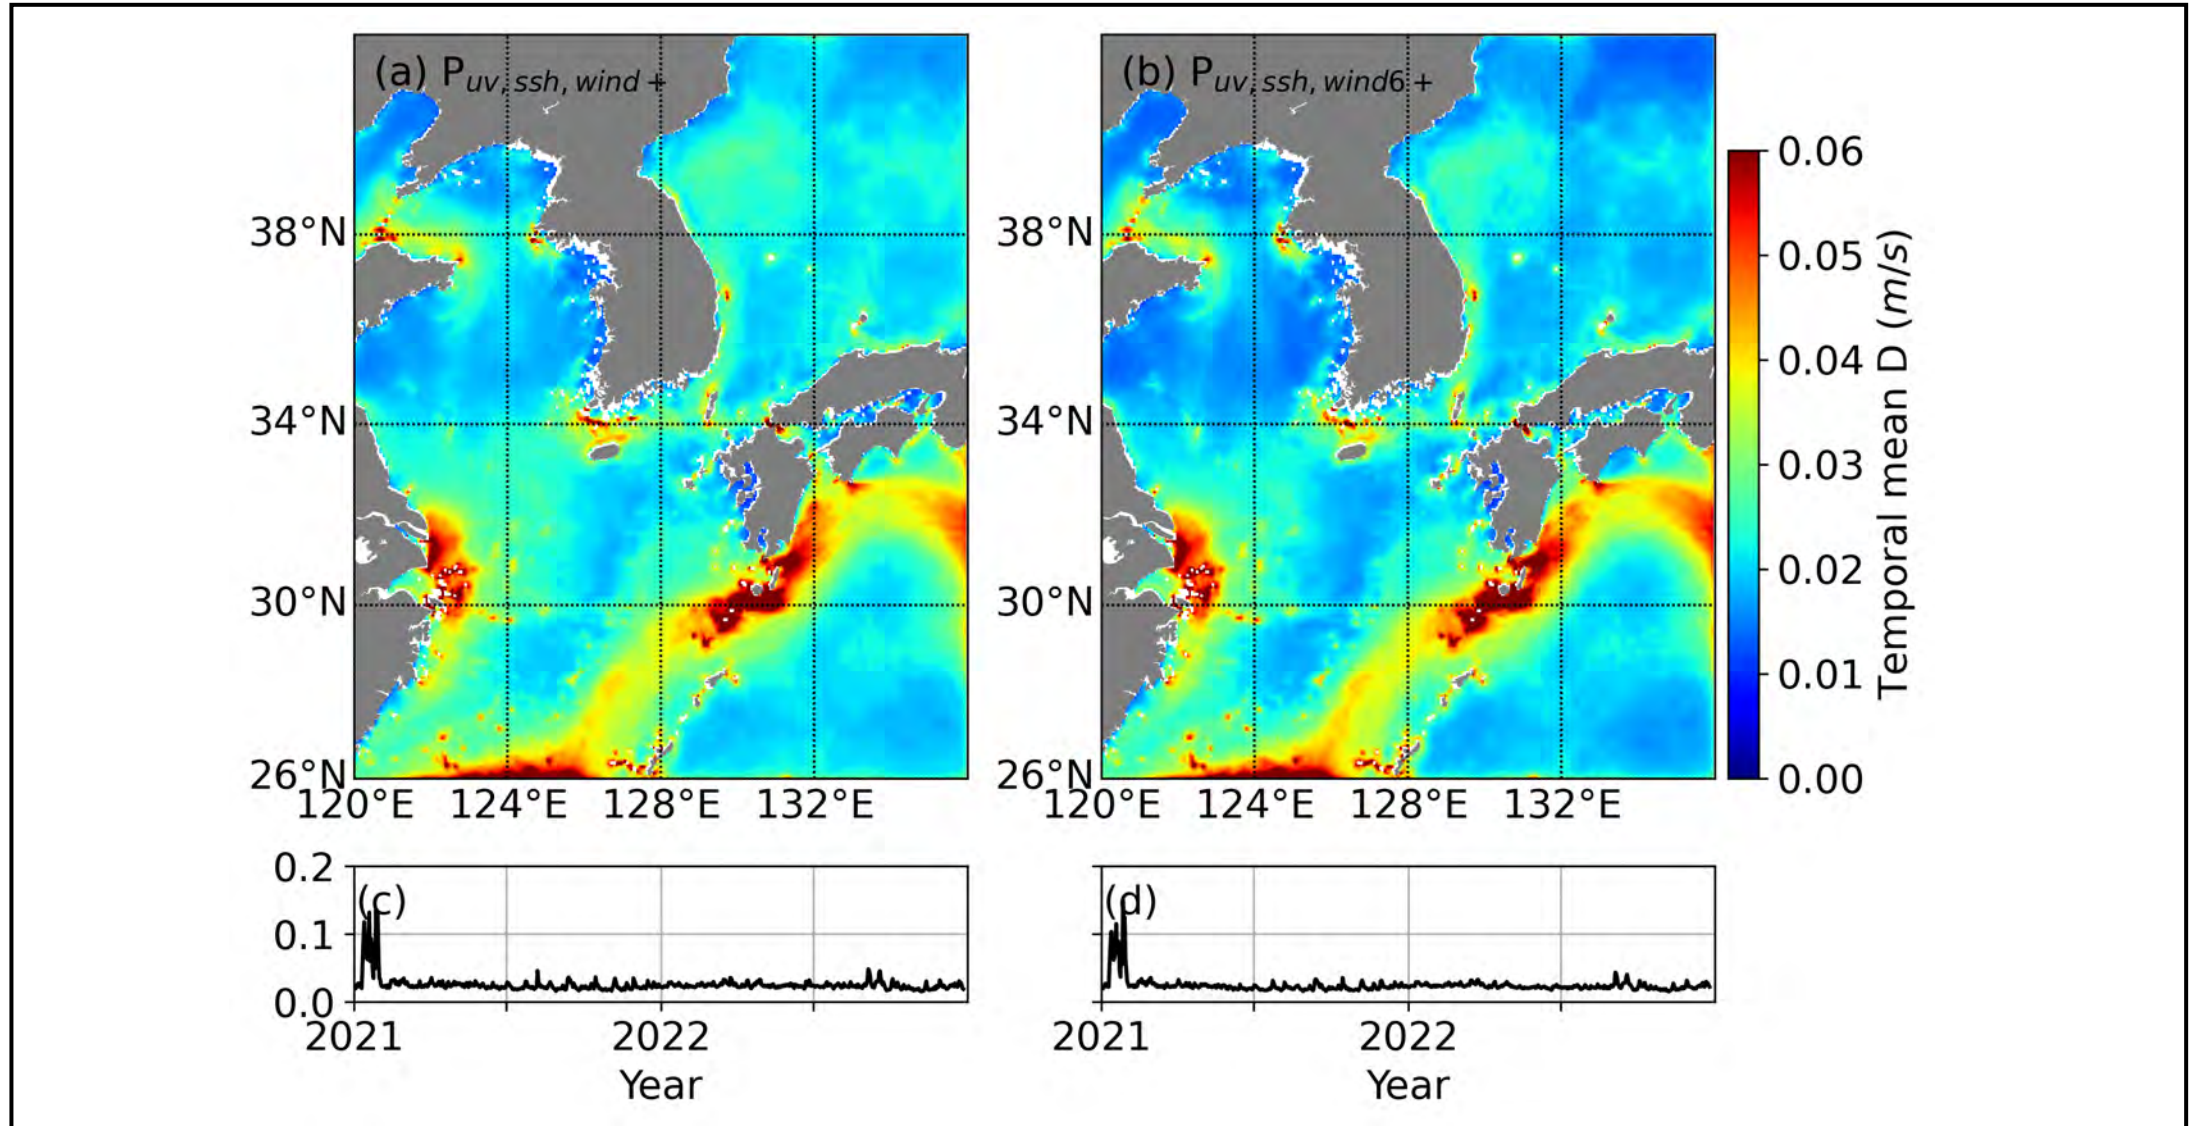 (a) P_uv, ssh, wind +
(b) P_uv, ssh, wind6 +
38°N
34°N
30°N
26°N
120°E 124°E 128°E 132°E
38°N
34°N
30°N
26°N
120°E 124°E 128°E 132°E
0.06
0.05
0.04
0.03
0.02
0.01
0.00
Temporal mean D (m/s)
(c)
0.2
0.1
0.0
2021 2022
Year
(d)
2021 2022
Year